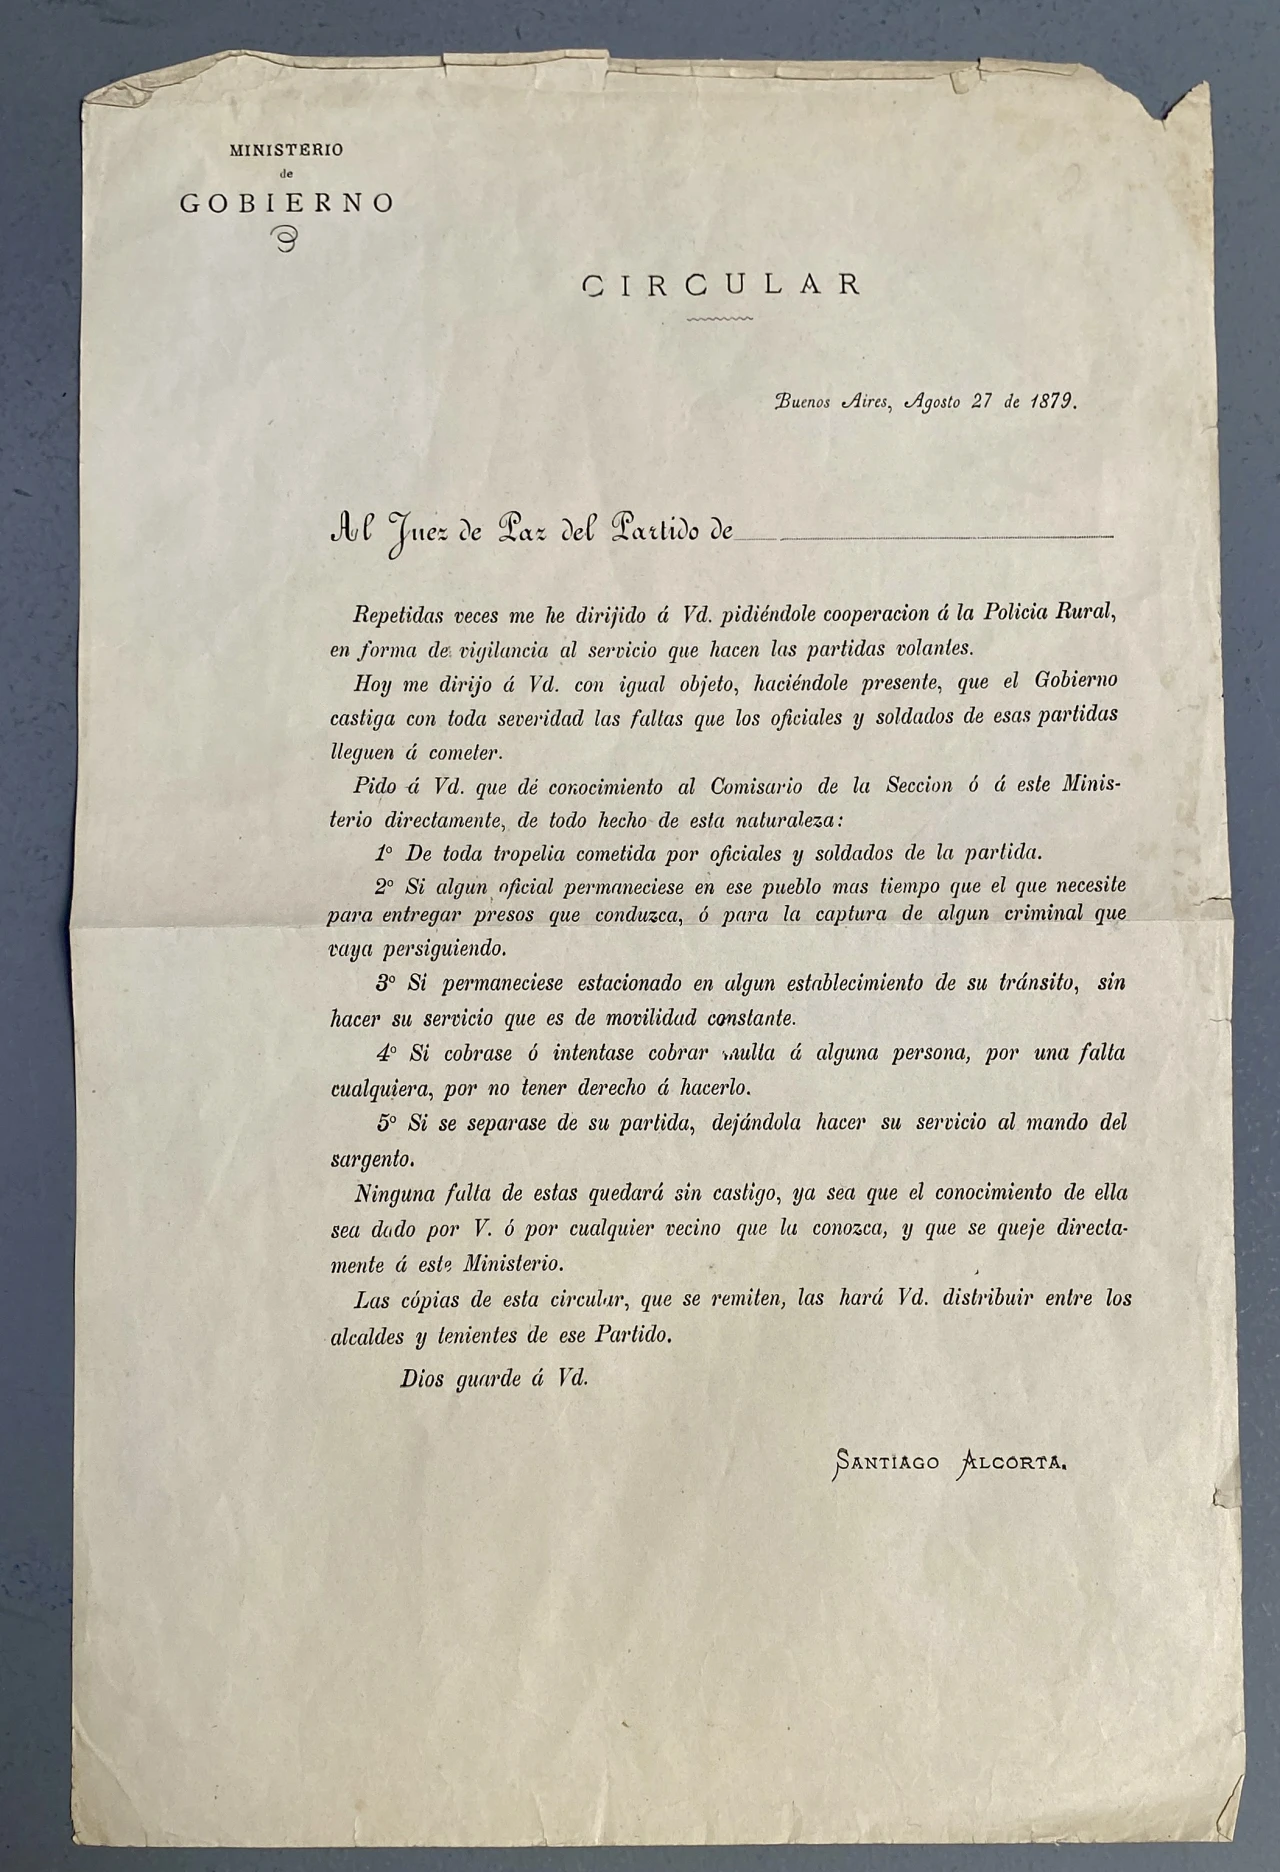 MINISTERIO
de
GOBIERNO
CIRCULAR
Buenos Aires, Agosto 27 de 1879.
Al Juez de Paz del Partido de
Repetidas veces me he dirijido á Vd. pidiéndole cooperacion á la Policia Rural,
en forma de vigilancia al servicio que hacen las partidas volantes.
Hoy me dirijo á Vd. con igual objeto, haciéndole presente, que el Gobierno
castiga con toda severidad las faltas que los oficiales y soldados de esas partidas
lleguen á cometer.
Pido á Vd. que dé conocimiento al Comisario de la Seccion ó á este Minis-
terio directamente, de todo hecho de esta naturaleza:
1º De toda tropelia cometida por oficiales y soldados de la partida.
2º Si algun oficial permaneciese en ese pueblo mas tiempo que el que necesite
para entregar presos que conduzca, ó para la captura de algun criminal que
vaya persiguiendo.
3º Si permaneciese estacionado en algun establecimiento de su tránsito, sin
hacer su servicio que es de movilidad constante.
4º Si cobrase ó intentase cobrar multa á alguna persona, por una falta
cualquiera, por no tener derecho á hacerlo.
5º Si se separase de su partida, dejándola hacer su servicio al mando del
sargento.
Ninguna falta de estas quedará sin castigo, ya sea que el conocimiento de ella
sea dado por V. ó por cualquier vecino que la conozca, y que se queje directa-
mente á este Ministerio.
Las cópias de esta circular, que se remiten, las hará Vd. distribuir entre los
alcaldes y tenientes de ese Partido.
Dios guarde á Vd.
SANTIAGO ALCORTA.